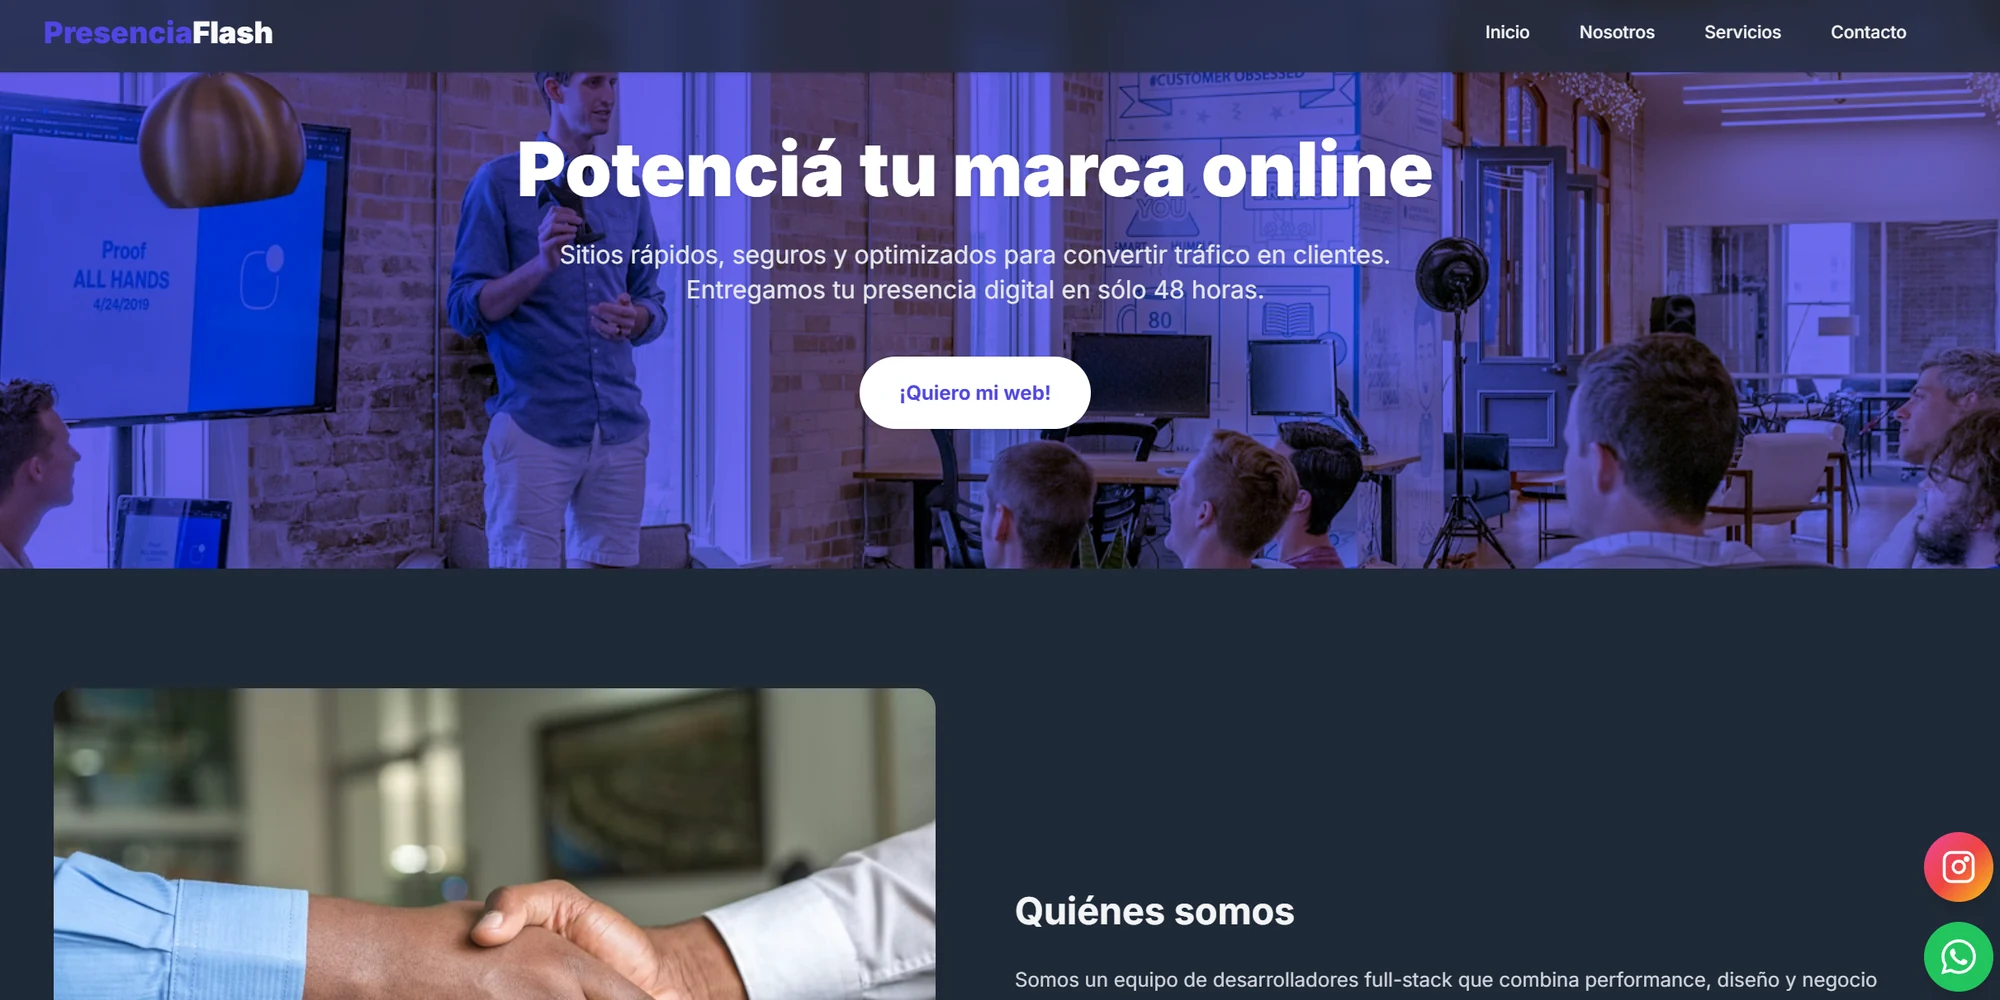 PresenciaFlash
Inicio
Nosotros
Servicios
Contacto
#CUSTOMER OBSESSED
Proof
ALL HANDS
4/24/2019
Potenciá tu marca online
Sitios rápidos, seguros y optimizados para convertir tráfico en clientes.
Entregamos tu presencia digital en sólo 48 horas.
YOU
80
¡Quiero mi web!
Quiénes somos
Somos un equipo de desarrolladores full-stack que combina performance, diseño y negocio